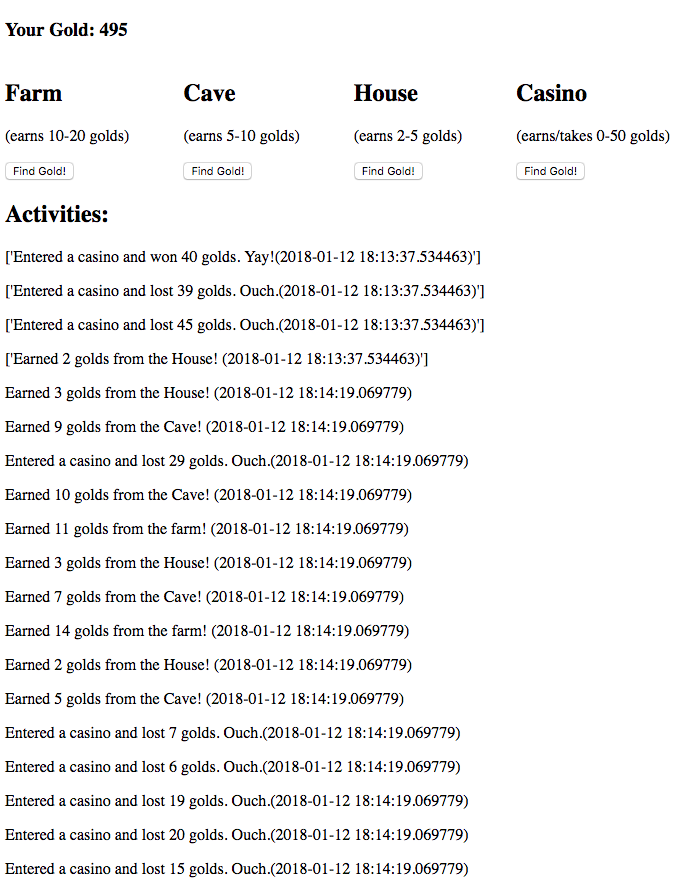 Your Gold: 495
Farm Cave House Casino
(earns 10-20 golds) (earns 5-10 golds) (earns 2-5 golds) (earns/takes 0-50 golds)
Find Gold! Find Gold! Find Gold! Find Gold!
Activities:
['Entered a casino and won 40 golds. Yay!(2018-01-12 18:13:37.534463)']
['Entered a casino and lost 39 golds. Ouch.(2018-01-12 18:13:37.534463)']
['Entered a casino and lost 45 golds. Ouch.(2018-01-12 18:13:37.534463)']
['Earned 2 golds from the House! (2018-01-12 18:13:37.534463)']
Earned 3 golds from the House! (2018-01-12 18:14:19.069779)
Earned 9 golds from the Cave! (2018-01-12 18:14:19.069779)
Entered a casino and lost 29 golds. Ouch.(2018-01-12 18:14:19.069779)
Earned 10 golds from the Cave! (2018-01-12 18:14:19.069779)
Earned 11 golds from the farm! (2018-01-12 18:14:19.069779)
Earned 3 golds from the House! (2018-01-12 18:14:19.069779)
Earned 7 golds from the Cave! (2018-01-12 18:14:19.069779)
Earned 14 golds from the farm! (2018-01-12 18:14:19.069779)
Earned 2 golds from the House! (2018-01-12 18:14:19.069779)
Earned 5 golds from the Cave! (2018-01-12 18:14:19.069779)
Entered a casino and lost 7 golds. Ouch.(2018-01-12 18:14:19.069779)
Entered a casino and lost 6 golds. Ouch.(2018-01-12 18:14:19.069779)
Entered a casino and lost 19 golds. Ouch.(2018-01-12 18:14:19.069779)
Entered a casino and lost 20 golds. Ouch.(2018-01-12 18:14:19.069779)
Entered a casino and lost 15 golds. Ouch.(2018-01-12 18:14:19.069779)